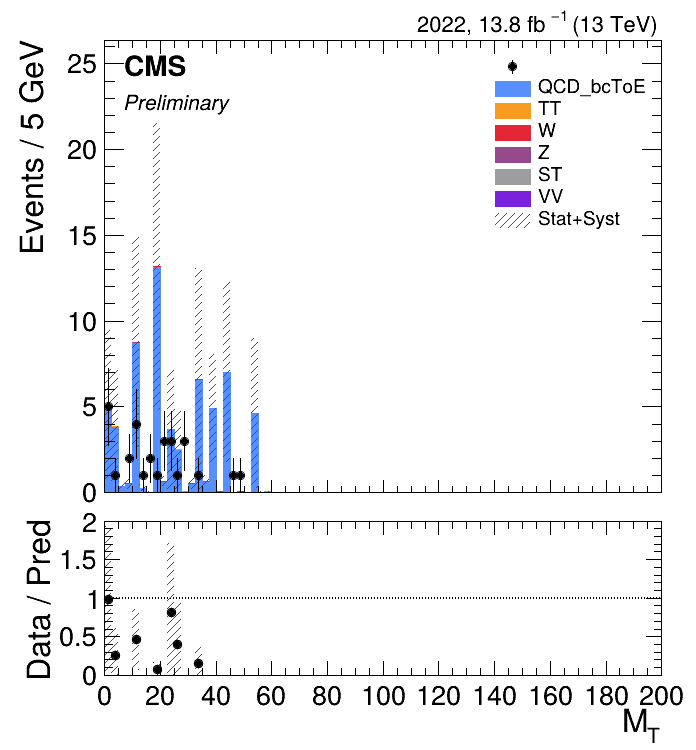 2022, 13.8 fb⁻¹ (13 TeV)
CMS
Preliminary
QCD_bcToE
TT
W
Z
ST
VV
Stat+Syst
Events / 5 GeV
25
20
15
10
5
0
Data / Pred
2
1.5
1
0.5
0
0 20 40 60 80 100 120 140 160 180 200
M_T